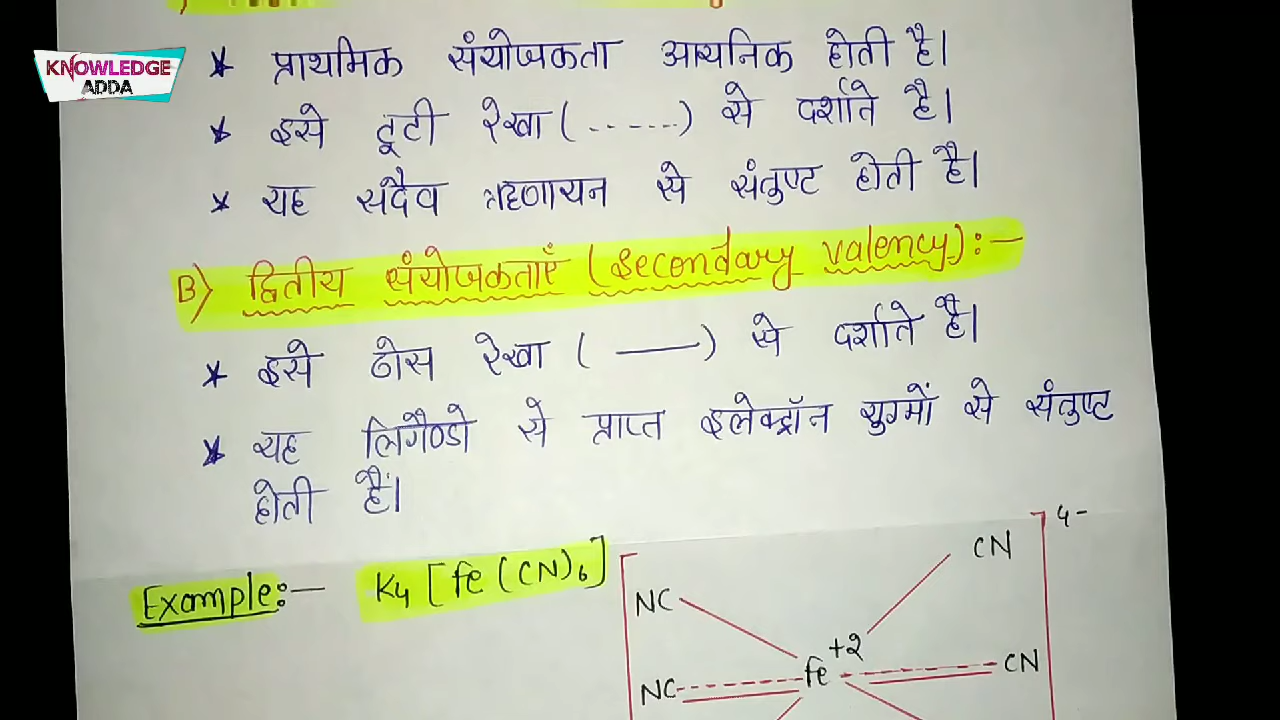 KNOWLEDGE
ADDA
* प्राथमिक संयोजकता आयनिक होती है।
* इसे टूटी रेखा (.......) से दर्शाते है।
* यह सदैव ऋणायन से संतुष्ट होती है।
B) द्वितीय संयोजकताएँ (Secondary valency):—
* इसे ठोस रेखा ( —— ) से दर्शाते है।
* यह लिगैण्डो से प्राप्त इलेक्ट्रॉन युग्मों से संतुष्ट
होती हैं।
Example:— K4 [Fe (CN)6]
4-
CN
NC
Fe +2
NC
CN